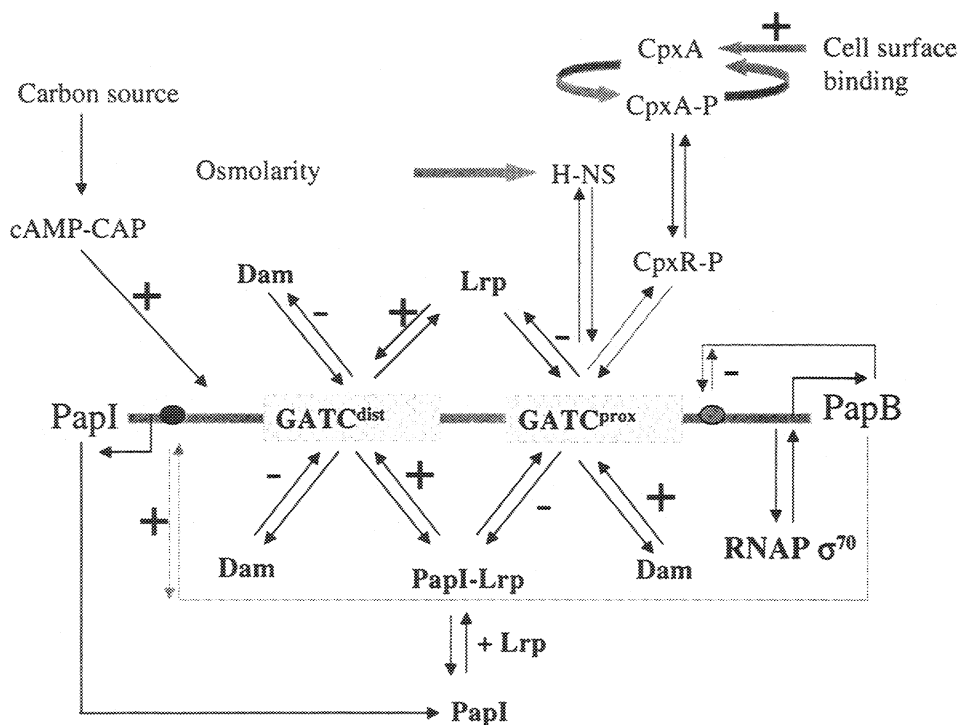 +
CpxA
Cell surface
binding
Carbon source
CpxA-P
Osmolarity
H-NS
cAMP-CAP
CpxR-P
Dam
Lrp
+
-
+
-
-
PapI
GATCdist
GATCprox
PapB
-
+
+
-
+
Dam
PapI-Lrp
Dam
RNAP σ70
+ Lrp
PapI